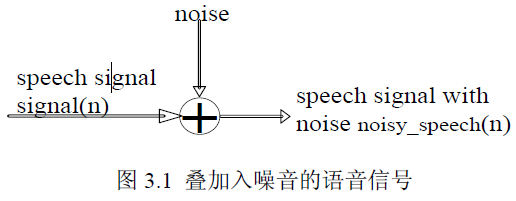 noise
speech signal
signal(n)
speech signal with
noise noisy_speech(n)
图 3.1 叠加入噪音的语音信号